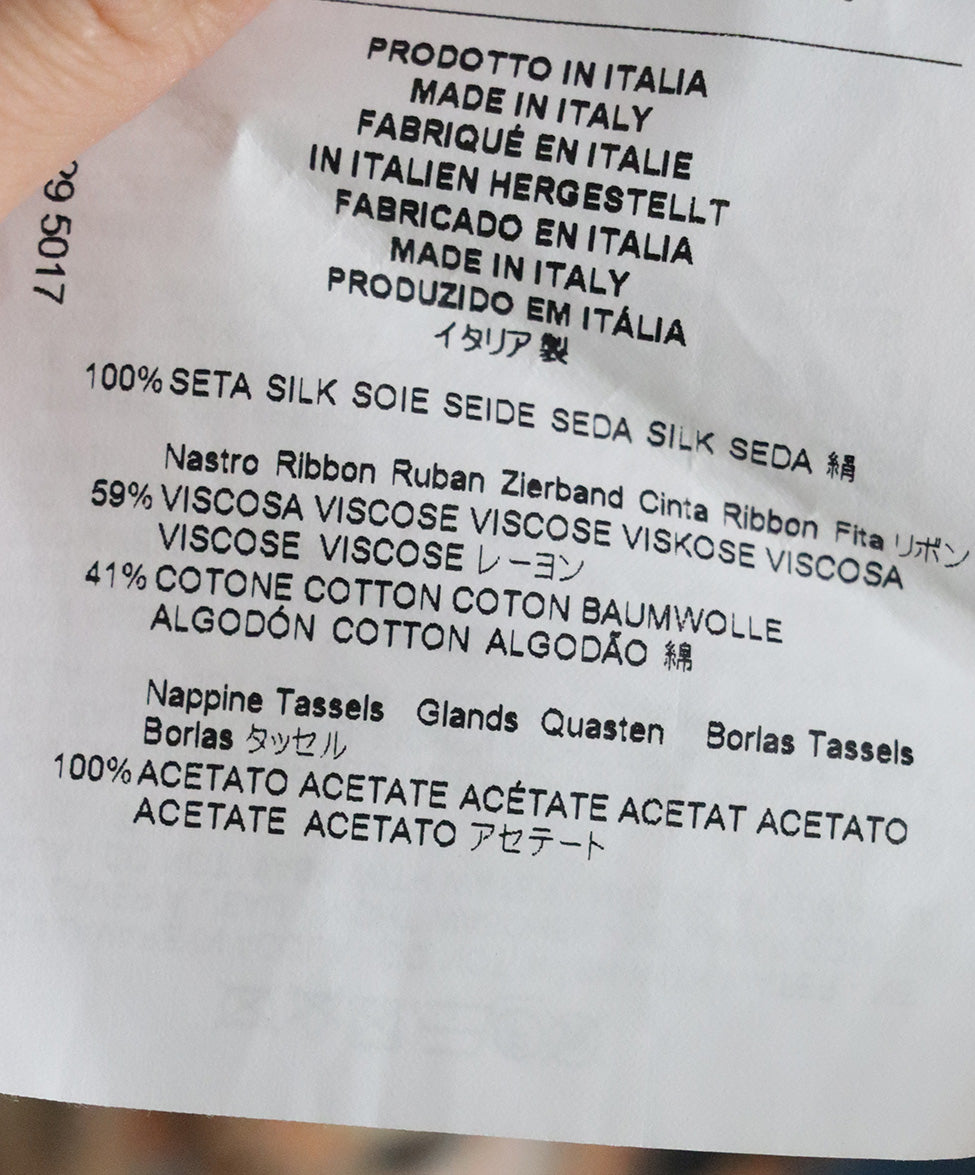 PRODOTTO IN ITALIA
MADE IN ITALY
FABRIQUÉ EN ITALIE
IN ITALIEN HERGESTELLT
FABRICADO EN ITALIA
MADE IN ITALY
PRODUZIDO EM ITÁLIA
イタリア製
100% SETA SILK SOIE SEIDE SEDA SILK SEDA 絹
Nastro Ribbon Ruban Zierband Cinta Ribbon Fita リボン
59% VISCOSA VISCOSE VISCOSE VISKOSE VISCOSA
VISCOSE VISCOSE レーヨン
41% COTONE COTTON COTON BAUMWOLLE
ALGODÓN COTTON ALGODÃO 綿
Nappine Tassels Glands Quasten Borlas Tassels
Borlas タッセル
100% ACETATO ACETATE ACÉTATE ACETAT ACETATO
ACETATE ACETATO アセテート
5017